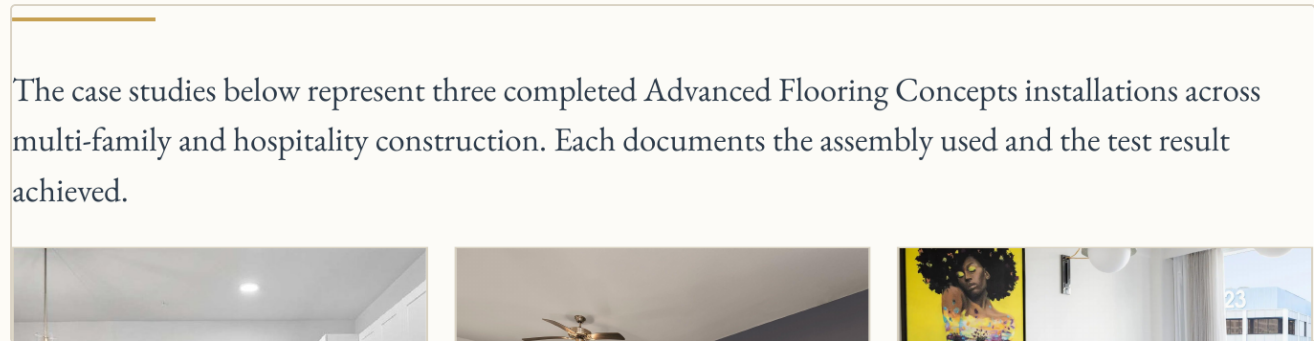 The case studies below represent three completed Advanced Flooring Concepts installations across
multi-family and hospitality construction. Each documents the assembly used and the test result
achieved.
23